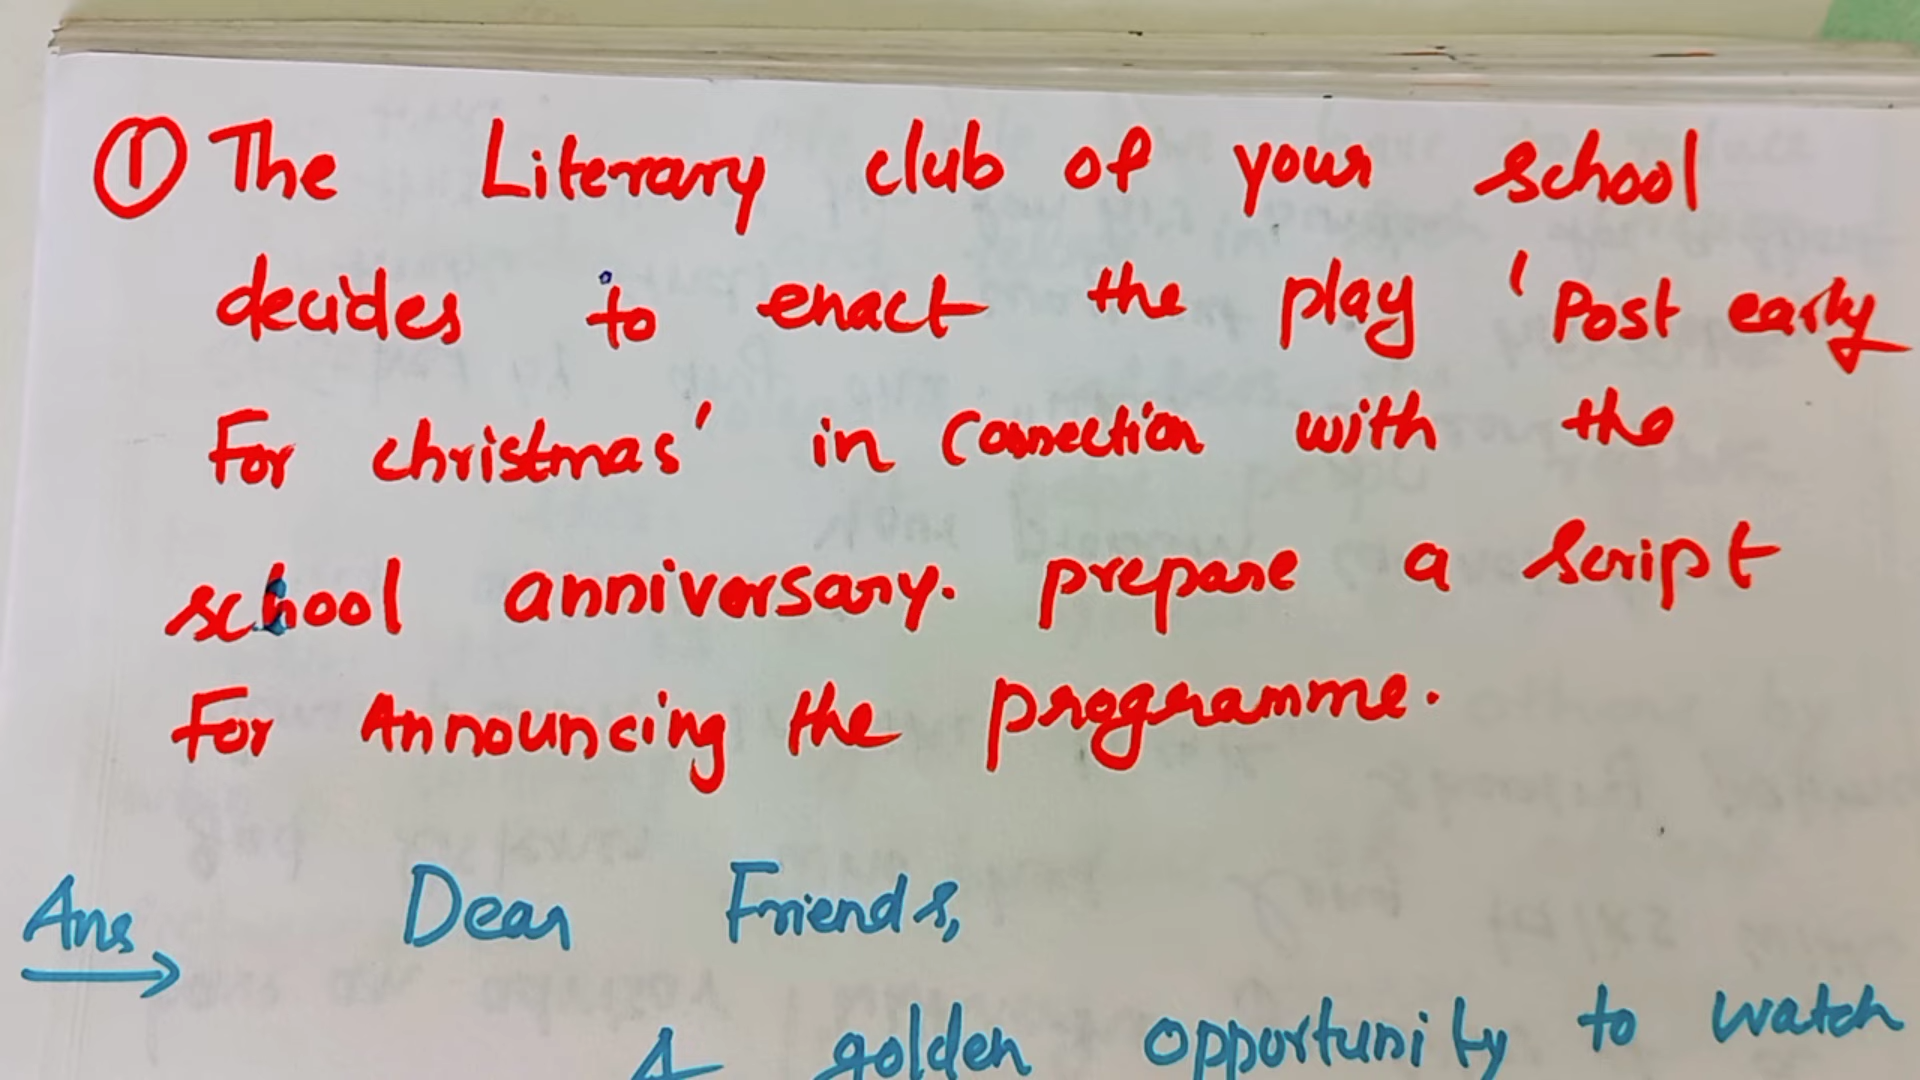 ① The Literary club of your school
decides to enact the play 'Post early
For christmas' in connection with the
school anniversary. prepare a script
For Announcing the programme.
Ans Dear Friends,
A golden opportunity to watch